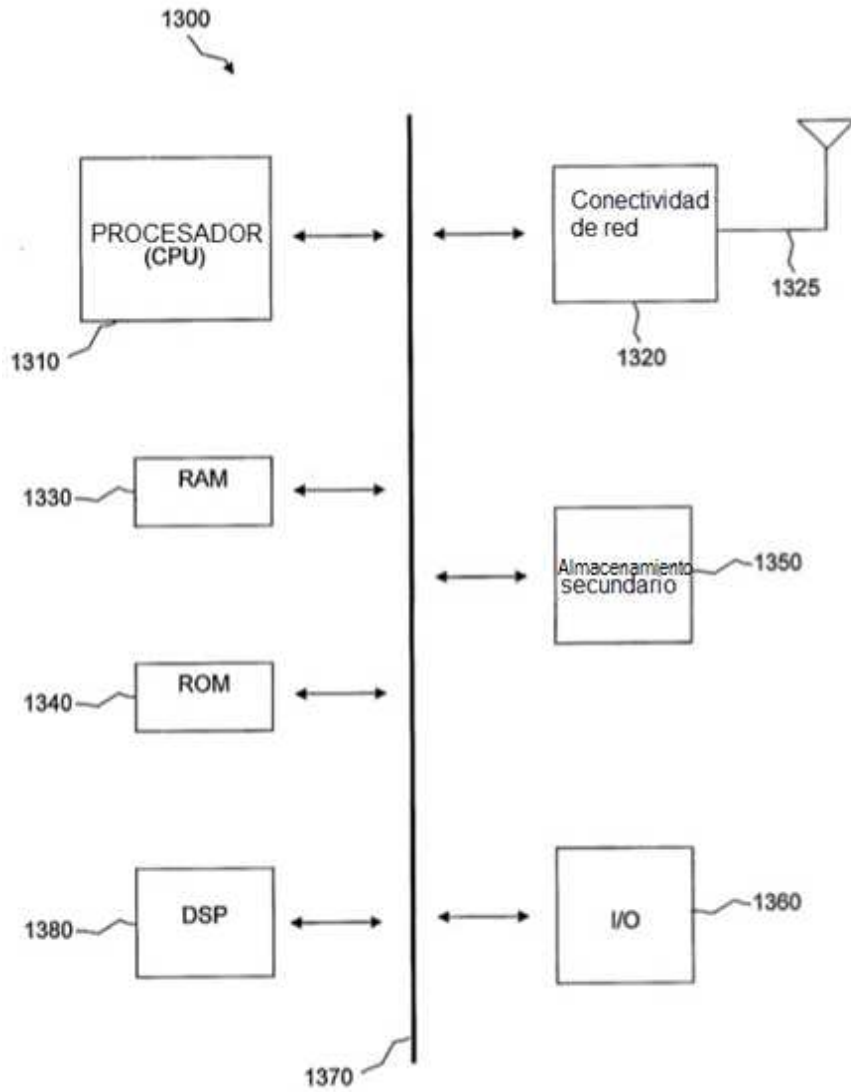 1300
PROCESADOR
(CPU)
1310
Conectividad
de red
1325
1320
RAM
1330
Almacenamiento
secundario
1350
ROM
1340
DSP
1380
I/O
1360
1370